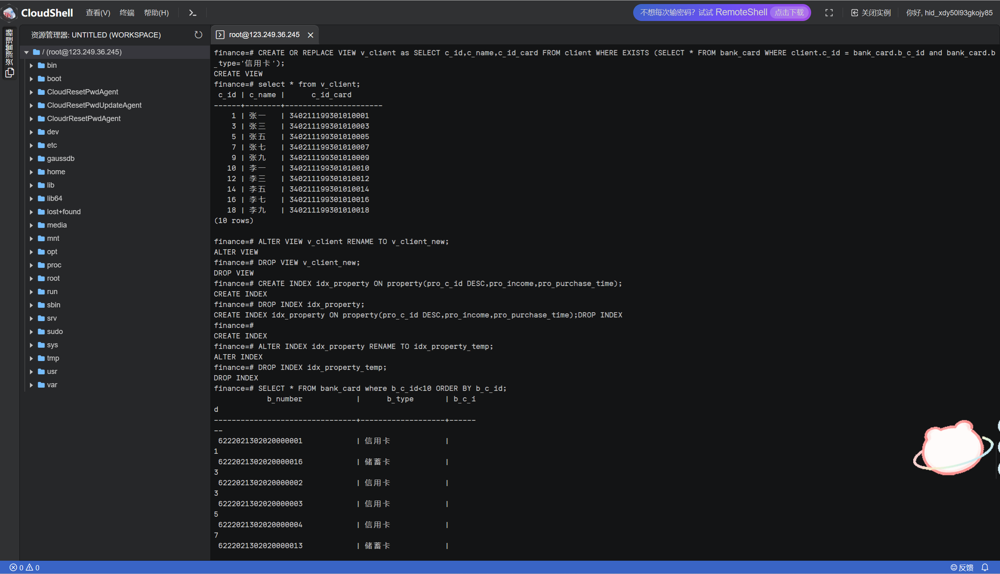 CloudShell 查看(V) 终端 帮助(H) 不想每次输密码? 试试 RemoteShell 点击下载 关闭实例 你好, hid_xdy50l93gkojy85
资源管理器
资源管理器: UNTITLED (WORKSPACE)
/ (root@123.249.36.245)
bin
boot
CloudResetPwdAgent
CloudResetPwdUpdateAgent
CloudrResetPwdAgent
dev
etc
gaussdb
home
lib
lib64
lost+found
media
mnt
opt
proc
root
run
sbin
srv
sudo
sys
tmp
usr
var
root@123.249.36.245
finance=# CREATE OR REPLACE VIEW v_client as SELECT c_id,c_name,c_id_card FROM client WHERE EXISTS (SELECT * FROM bank_card WHERE client.c_id = bank_card.b_c_id and bank_card.b
_type='信用卡');
CREATE VIEW
finance=# select * from v_client;
c_id | c_name | c_id_card
------+--------+----------------------
1 | 张一 | 340211199301010001
3 | 张三 | 340211199301010003
5 | 张五 | 340211199301010005
7 | 张七 | 340211199301010007
9 | 张九 | 340211199301010009
10 | 李一 | 340211199301010010
12 | 李三 | 340211199301010012
14 | 李五 | 340211199301010014
16 | 李七 | 340211199301010016
18 | 李九 | 340211199301010018
(10 rows)
finance=# ALTER VIEW v_client RENAME TO v_client_new;
ALTER VIEW
finance=# DROP VIEW v_client_new;
DROP VIEW
finance=# CREATE INDEX idx_property ON property(pro_c_id DESC,pro_income,pro_purchase_time);
CREATE INDEX
finance=# DROP INDEX idx_property;
CREATE INDEX idx_property ON property(pro_c_id DESC,pro_income,pro_purchase_time);DROP INDEX
finance=#
CREATE INDEX
finance=# ALTER INDEX idx_property RENAME TO idx_property_temp;
ALTER INDEX
finance=# DROP INDEX idx_property_temp;
DROP INDEX
finance=# SELECT * FROM bank_card where b_c_id<10 ORDER BY b_c_id;
b_number | b_type | b_c_i
d
--------------------------------+-------------------+------
--
6222021302020000001 | 信用卡 |
1
6222021302020000016 | 储蓄卡 |
3
6222021302020000002 | 信用卡 |
3
6222021302020000003 | 信用卡 |
5
6222021302020000004 | 信用卡 |
7
6222021302020000013 | 储蓄卡 |
0 0 反馈